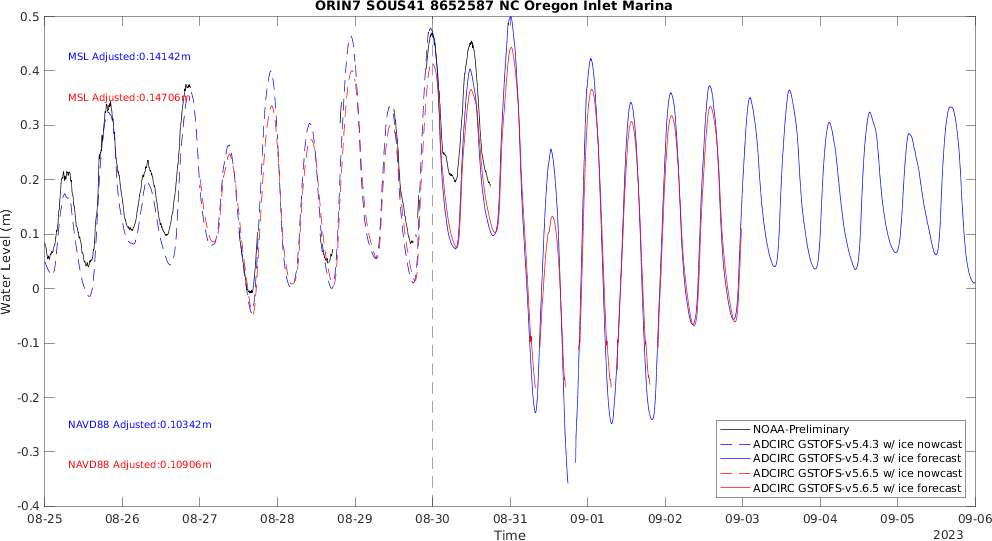 ORIN7 SOUS41 8652587 NC Oregon Inlet Marina
Water Level (m)
0.5
0.4
0.3
0.2
0.1
0
-0.1
-0.2
-0.3
-0.4
MSL Adjusted:0.14142m
MSL Adjusted:0.14706m
NAVD88 Adjusted:0.10342m
NAVD88 Adjusted:0.10906m
NOAA-Preliminary
ADCIRC GSTOFS-v5.4.3 w/ ice nowcast
ADCIRC GSTOFS-v5.4.3 w/ ice forecast
ADCIRC GSTOFS-v5.6.5 w/ ice nowcast
ADCIRC GSTOFS-v5.6.5 w/ ice forecast
08-25 08-26 08-27 08-28 08-29 08-30 08-31 09-01 09-02 09-03 09-04 09-05 09-06
Time
2023